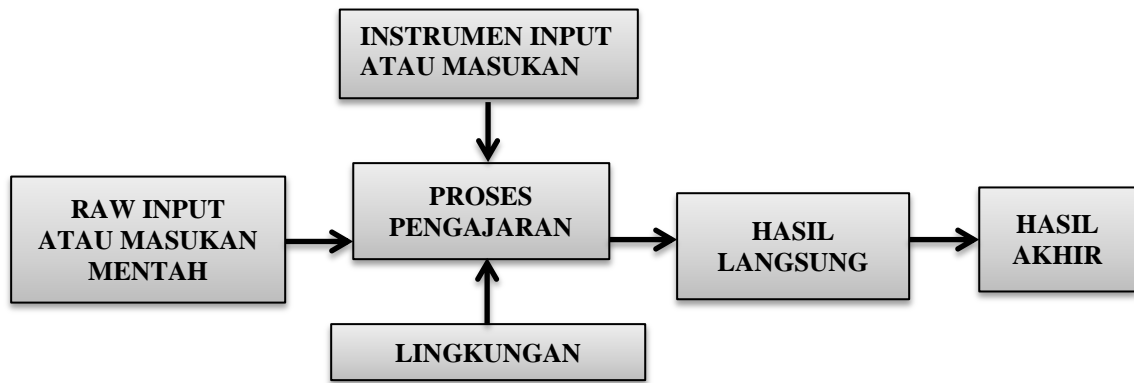 INSTRUMEN INPUT
ATAU MASUKAN
RAW INPUT
ATAU MASUKAN
MENTAH
PROSES
PENGAJARAN
HASIL
LANGSUNG
HASIL
AKHIR
LINGKUNGAN